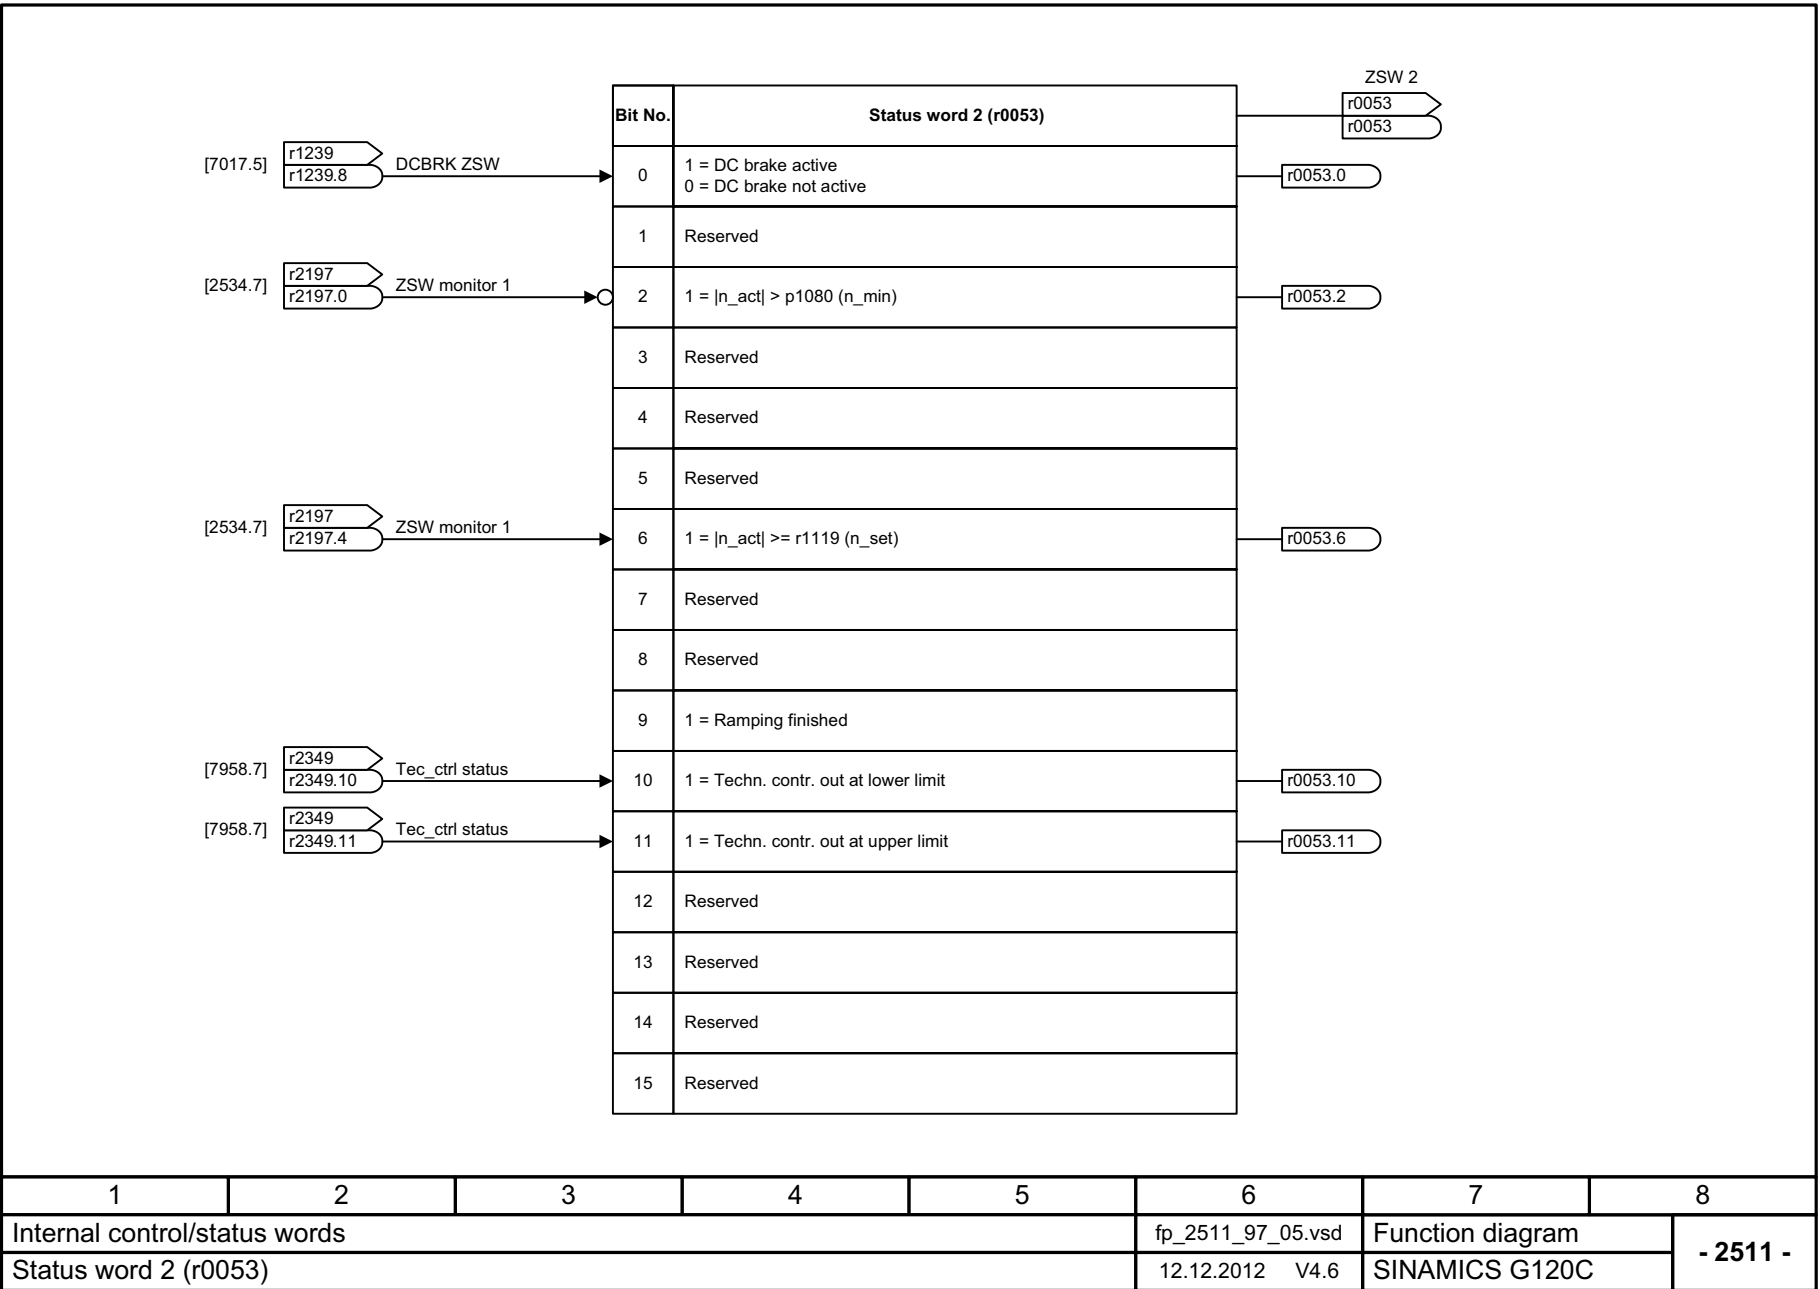 ZSW 2
Bit No. Status word 2 (r0053)
r0053
r0053
[7017.5] r1239 DCBRK ZSW
r1239.8
0 1 = DC brake active
0 = DC brake not active
r0053.0
1 Reserved
[2534.7] r2197 ZSW monitor 1
r2197.0
2 1 = |n_act| > p1080 (n_min)
r0053.2
3 Reserved
4 Reserved
5 Reserved
[2534.7] r2197 ZSW monitor 1
r2197.4
6 1 = |n_act| >= r1119 (n_set)
r0053.6
7 Reserved
8 Reserved
9 1 = Ramping finished
[7958.7] r2349 Tec_ctrl status
r2349.10
10 1 = Techn. contr. out at lower limit
r0053.10
[7958.7] r2349 Tec_ctrl status
r2349.11
11 1 = Techn. contr. out at upper limit
r0053.11
12 Reserved
13 Reserved
14 Reserved
15 Reserved
1 2 3 4 5 6 7 8
Internal control/status words fp_2511_97_05.vsd Function diagram
- 2511 -
Status word 2 (r0053) 12.12.2012 V4.6 SINAMICS G120C